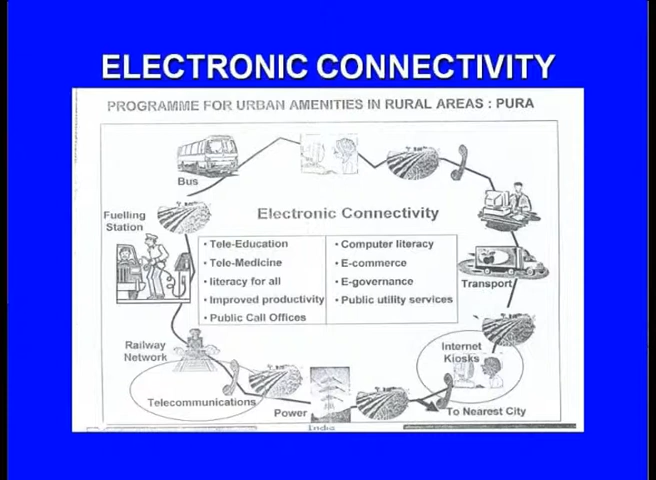 ELECTRONIC CONNECTIVITY
PROGRAMME FOR URBAN AMENITIES IN RURAL AREAS : PURA
Bus
Fuelling
Station
Electronic Connectivity
• Tele-Education
• Tele-Medicine
• literacy for all
• Improved productivity
• Public Call Offices
• Computer literacy
• E-commerce
• E-governance
• Public utility services
Transport
Railway
Network
Internet
Kiosks
Telecommunications
Power
To Nearest City
India